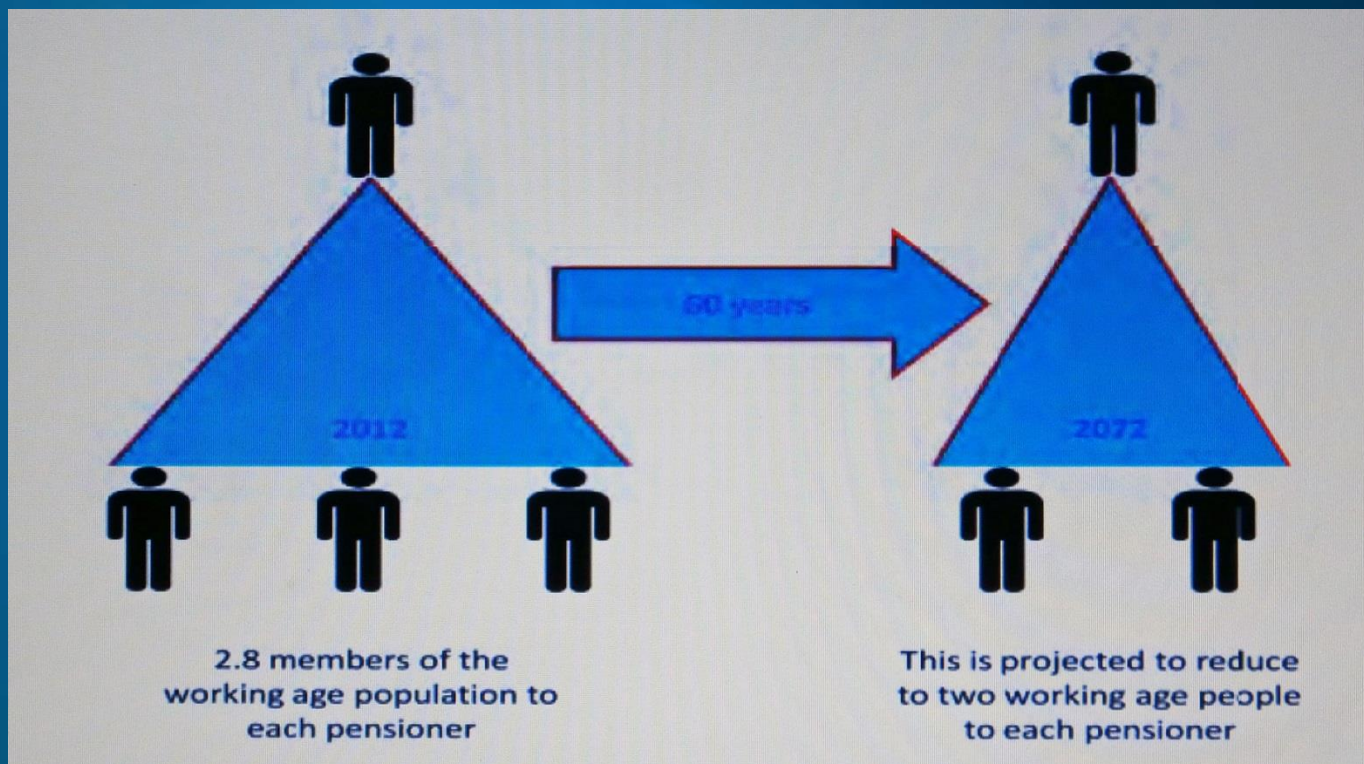 60 years
2012
2072
2.8 members of the
working age population to
each pensioner
This is projected to reduce
to two working age people
to each pensioner